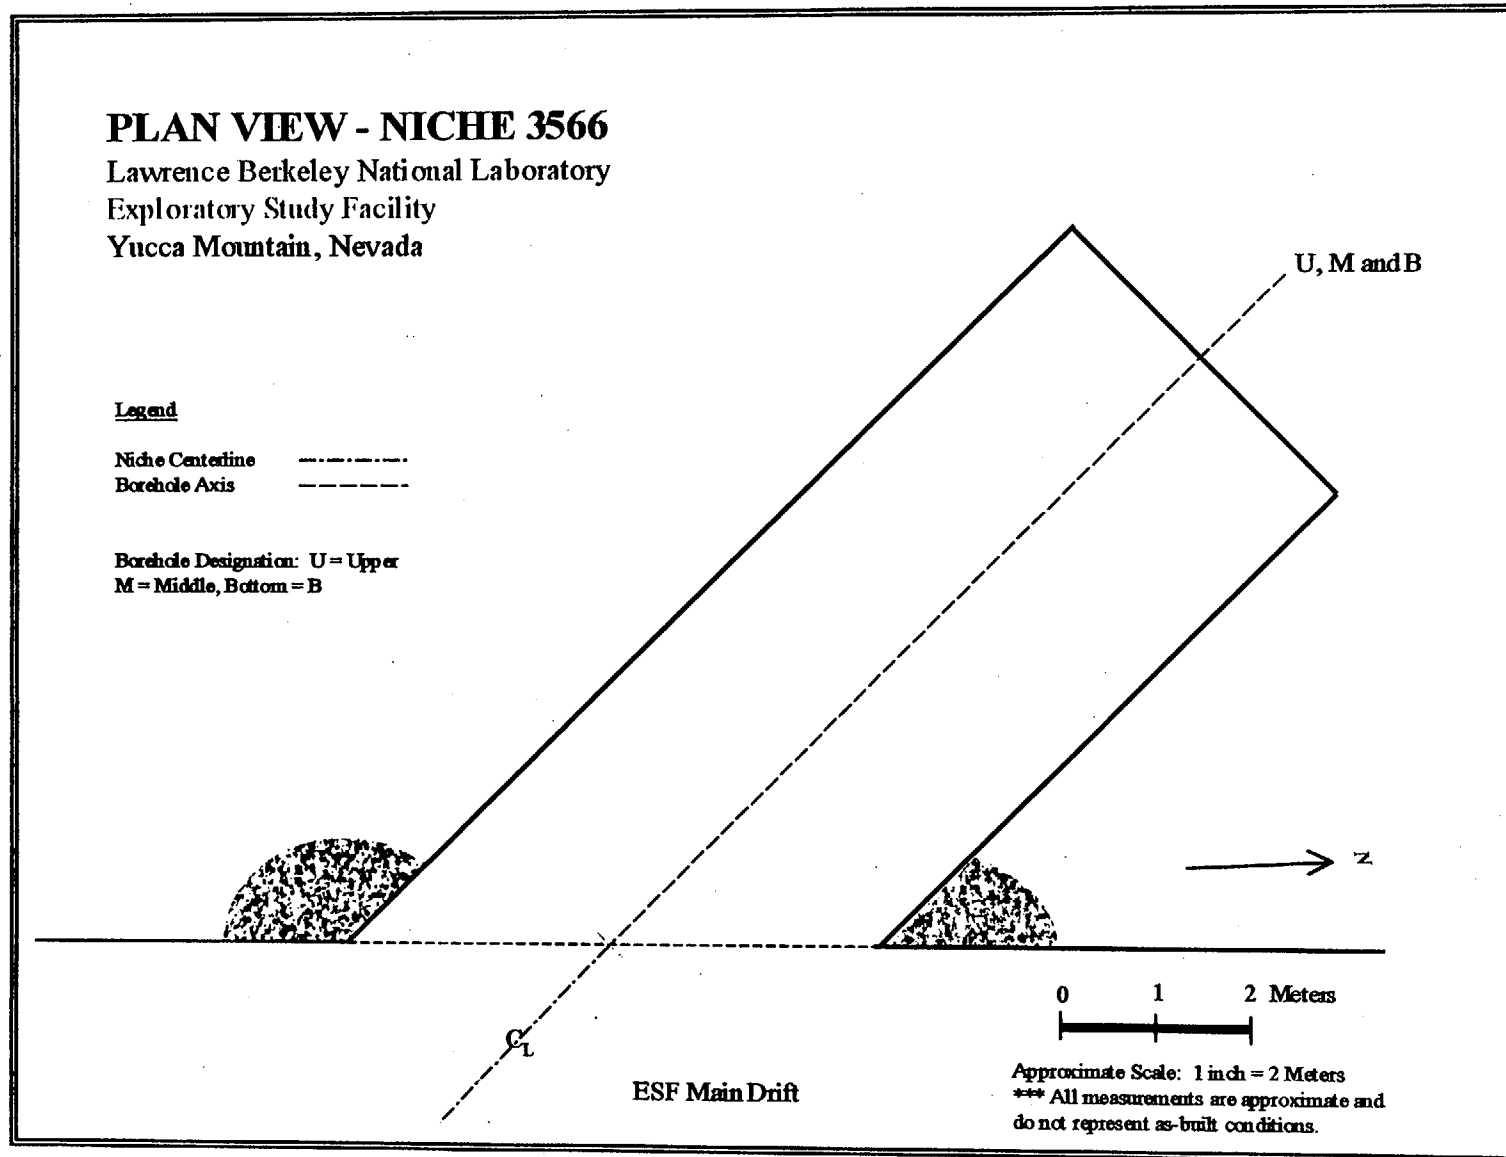 PLAN VIEW - NICHE 3566
Lawrence Berkeley National Laboratory
Exploratory Study Facility
Yucca Mountain, Nevada
U, M and B
Legend
Niche Centerline
Borehole Axis
Borehole Designation: U = Upper
M = Middle, Bottom = B
N
0 1 2 Meters
CL
ESF Main Drift
Approximate Scale: 1 inch = 2 Meters
*** All measurements are approximate and
do not represent as-built conditions.